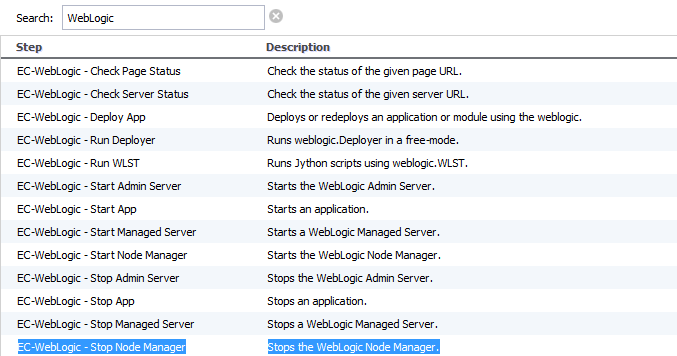 Search: WebLogic
Step Description
EC-WebLogic - Check Page Status Check the status of the given page URL.
EC-WebLogic - Check Server Status Check the status of the given server URL.
EC-WebLogic - Deploy App Deploys or redeploys an application or module using the weblogic.
EC-WebLogic - Run Deployer Runs weblogic.Deployer in a free-mode.
EC-WebLogic - Run WLST Runs Jython scripts using weblogic.WLST.
EC-WebLogic - Start Admin Server Starts the WebLogic Admin Server.
EC-WebLogic - Start App Starts an application.
EC-WebLogic - Start Managed Server Starts a WebLogic Managed Server.
EC-WebLogic - Start Node Manager Starts the WebLogic Node Manager.
EC-WebLogic - Stop Admin Server Stops the WebLogic Admin Server.
EC-WebLogic - Stop App Stops an application.
EC-WebLogic - Stop Managed Server Stops a WebLogic Managed Server.
EC-WebLogic - Stop Node Manager Stops the WebLogic Node Manager.